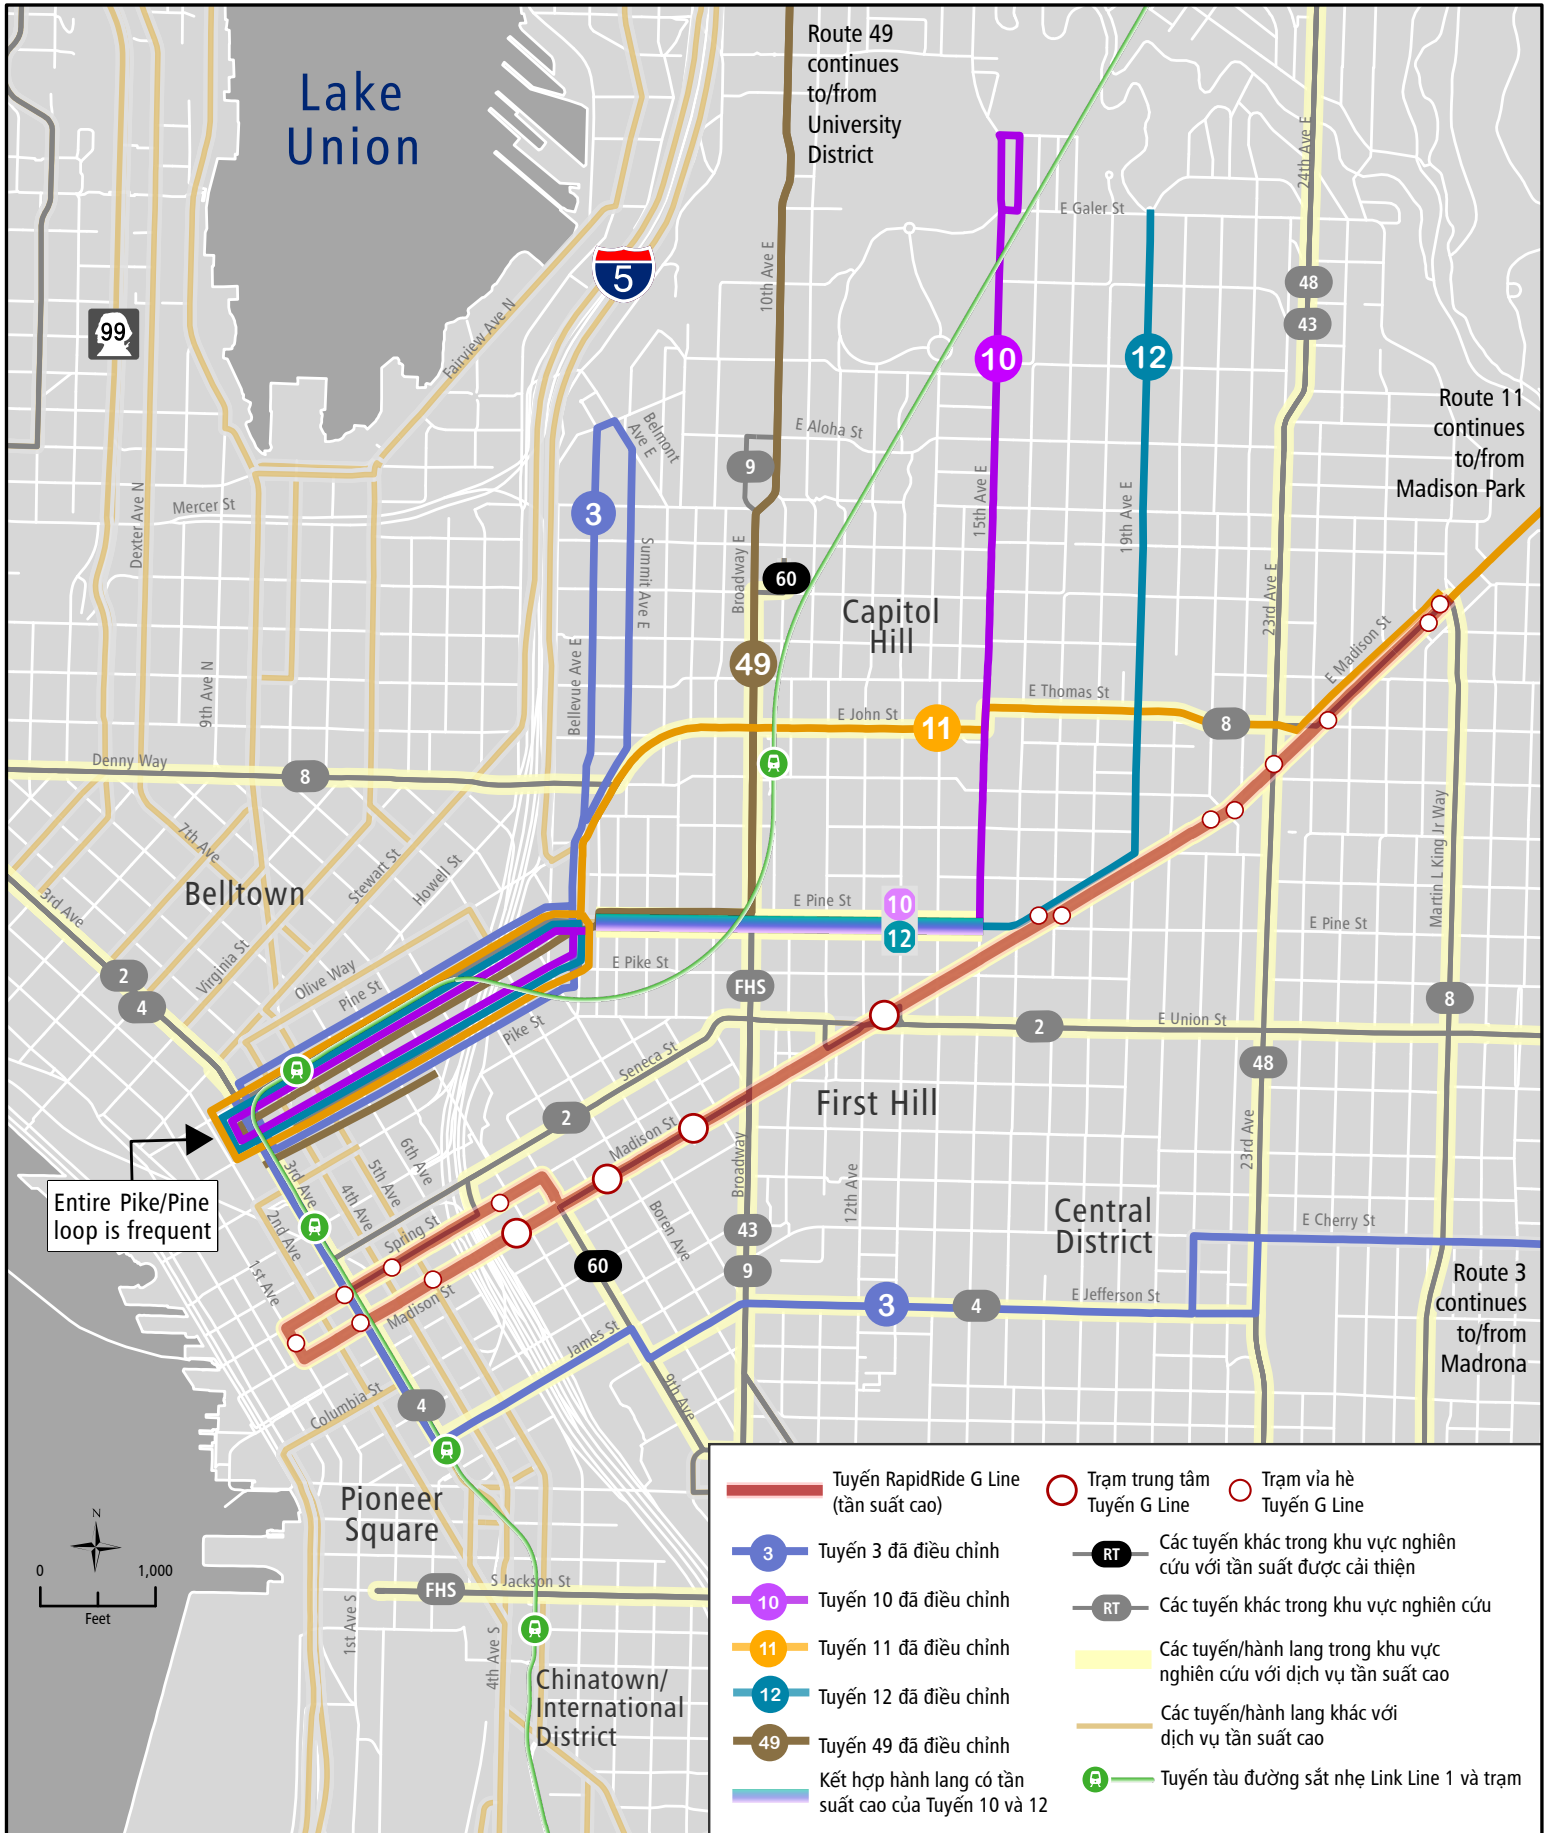 Route 49
continues
to/from
University
District
Lake
Union
5
99
24th Ave E
E Galer St
10th Ave E
48
43
Fairview Ave N
10
12
Route 11
continues
to/from
Madison Park
Belmont
Ave E
E Aloha St
9
Mercer St
Dexter Ave N
3
15th Ave E
19th Ave E
Summit Ave E
Broadway E
60
Capitol
Hill
23rd Ave E
E Madison St
9th Ave N
Bellevue Ave E
49
E Thomas St
E John St
11
8
Denny Way
8
7th Ave
Stewart St
Howell St
Belltown
3rd Ave
E Pine St
10
12
E Pine St
Martin L King Jr Way
Virginia St
Olive Way
Pine St
E Pike St
2
4
FHS
8
Pike St
2
E Union St
Seneca St
48
2
First Hill
Madison St
Broadway
23rd Ave
6th Ave
5th Ave
4th Ave
3rd Ave
2nd Ave
1st Ave
Entire Pike/Pine
loop is frequent
Spring St
Boren Ave
12th Ave
Central
District
E Cherry St
43
9
60
Madison St
3
4
E Jefferson St
Route 3
continues
to/from
Madrona
James St
9th Ave
Columbia St
4
Pioneer
Square
N
0
1,000
Feet
FHS
S Jackson St
1st Ave S
4th Ave S
Chinatown/
International
District
Tuyến RapidRide G Line
(tần suất cao)
Trạm trung tâm
Tuyến G Line
Trạm vỉa hè
Tuyến G Line
3
Tuyến 3 đã điều chỉnh
RT
Các tuyến khác trong khu vực nghiên
cứu với tần suất được cải thiện
10
Tuyến 10 đã điều chỉnh
RT
Các tuyến khác trong khu vực nghiên cứu
11
Tuyến 11 đã điều chỉnh
Các tuyến/hành lang trong khu vực
nghiên cứu với dịch vụ tần suất cao
12
Tuyến 12 đã điều chỉnh
Các tuyến/hành lang khác với
dịch vụ tần suất cao
49
Tuyến 49 đã điều chỉnh
Kết hợp hành lang có tần
suất cao của Tuyến 10 và 12
Tuyến tàu đường sắt nhẹ Link Line 1 và trạm